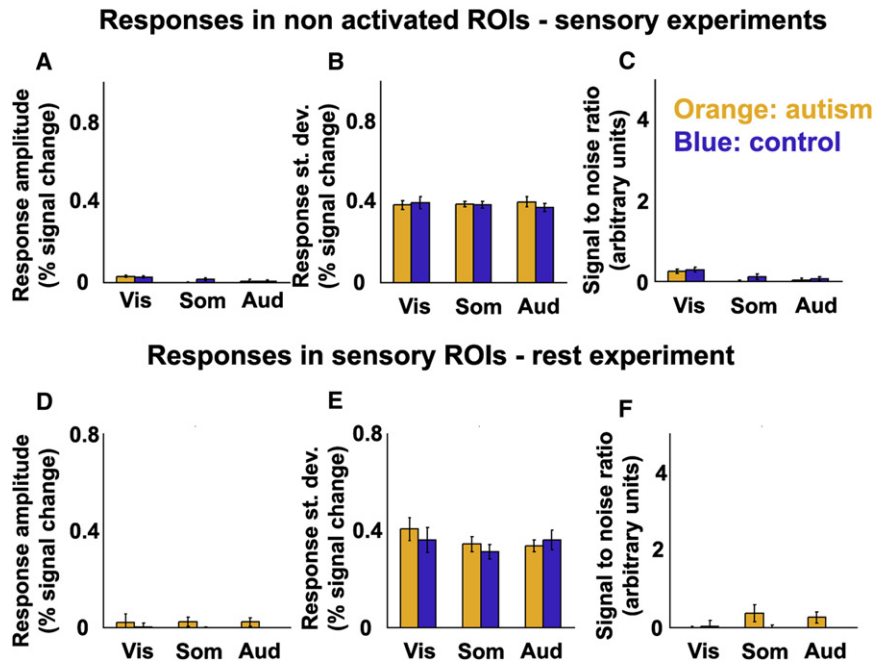 Responses in non activated ROIs - sensory experiments
A
B
C
Response amplitude
(% signal change)
0.8
0.4
0
Vis Som Aud
Response st. dev.
(% signal change)
0.8
0.4
0
Vis Som Aud
Signal to noise ratio
(arbitrary units)
4
2
0
Vis Som Aud
Orange: autism
Blue: control
Responses in sensory ROIs - rest experiment
D
E
F
Response amplitude
(% signal change)
0.8
0.4
0
Vis Som Aud
Response st. dev.
(% signal change)
0.8
0.4
0
Vis Som Aud
Signal to noise ratio
(arbitrary units)
4
2
0
Vis Som Aud